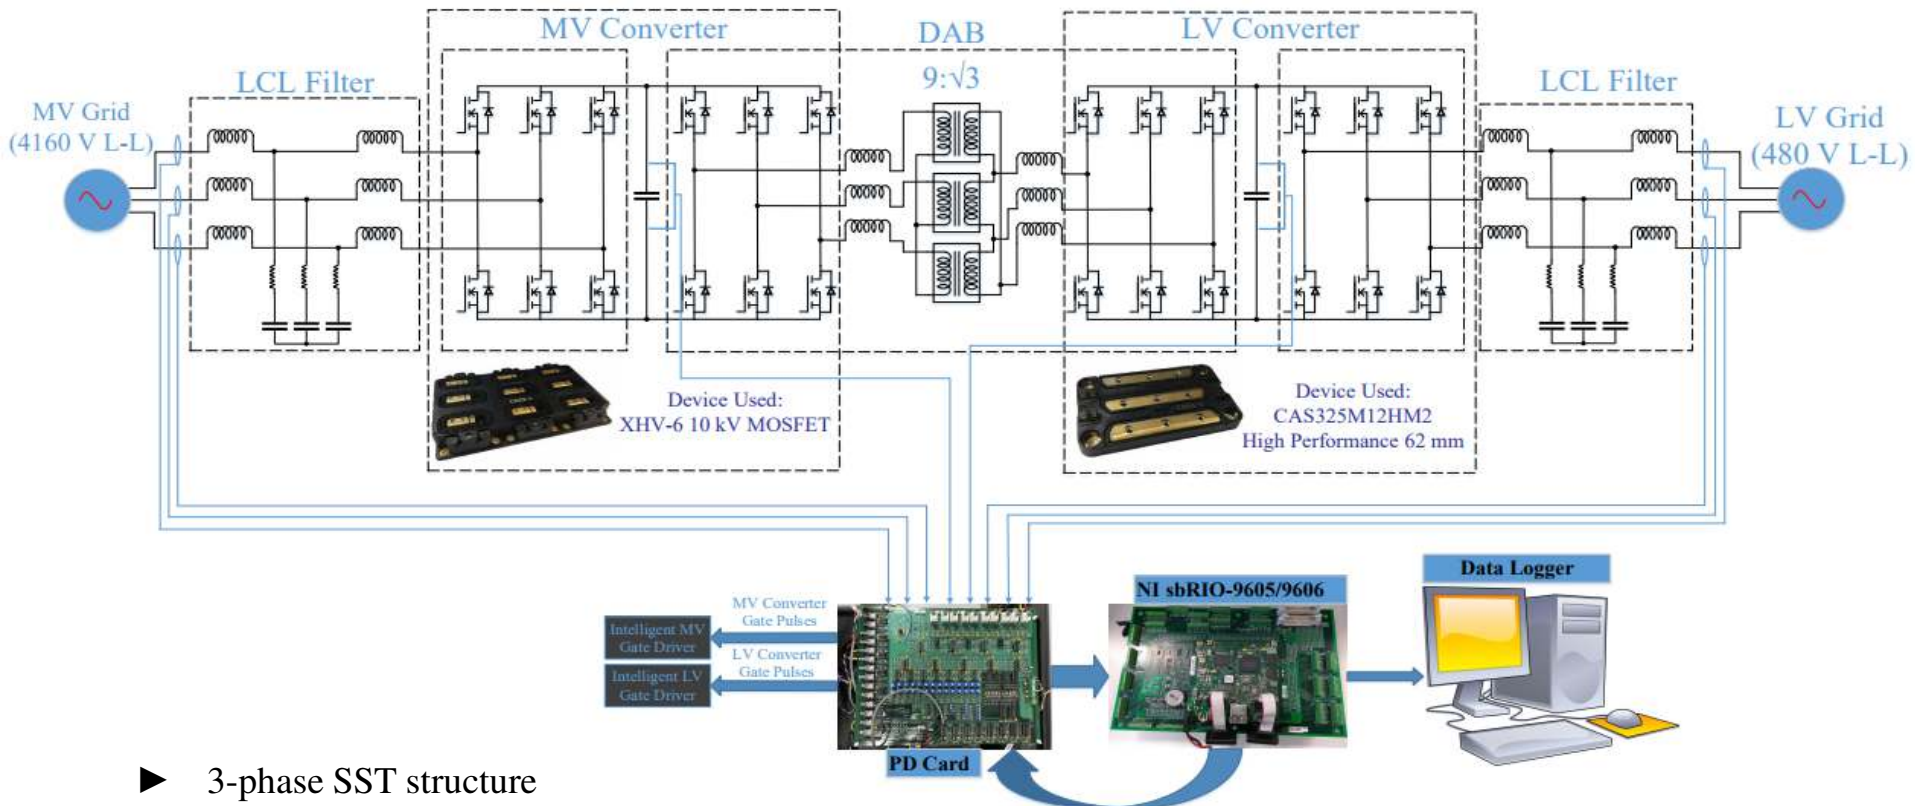 MV Converter
DAB
9:√3
LV Converter
LCL Filter
LCL Filter
MV Grid
(4160 V L-L)
LV Grid
(480 V L-L)
Device Used:
XHV-6 10 kV MOSFET
Device Used:
CAS325M12HM2
High Performance 62 mm
MV Converter
Gate Pulses
LV Converter
Gate Pulses
Intelligent MV
Gate Driver
Intelligent LV
Gate Driver
PD Card
NI sbRIO-9605/9606
Data Logger
► 3-phase SST structure